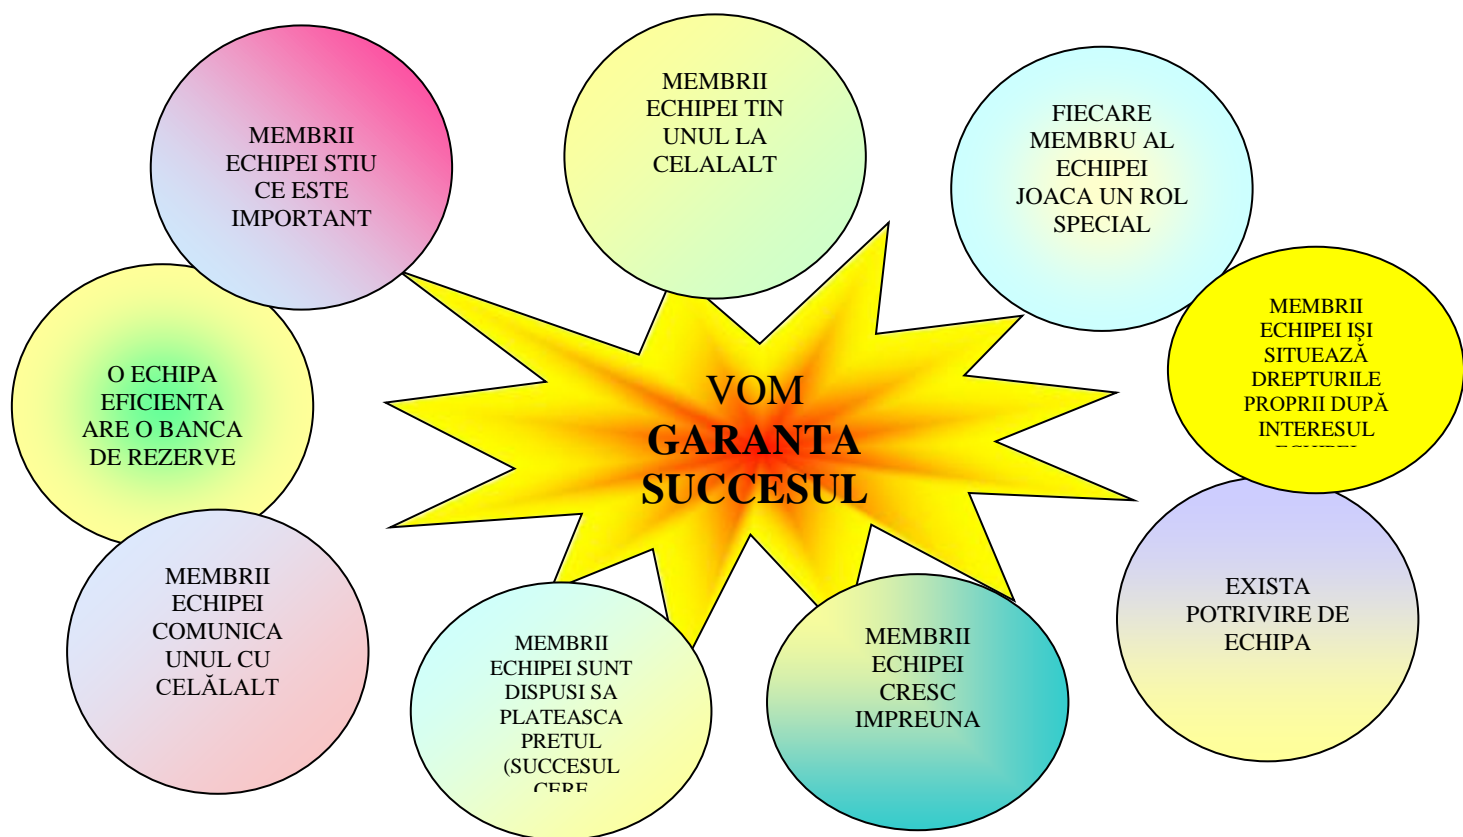 MEMBRII
ECHIPEI STIU
CE ESTE
IMPORTANT
MEMBRII
ECHIPEI TIN
UNUL LA
CELALALT
FIECARE
MEMBRU AL
ECHIPEI
JOACA UN ROL
SPECIAL
MEMBRII
ECHIPEI IŞI
SITUEAZĂ
DREPTURILE
PROPRII DUPĂ
INTERESUL
O ECHIPA
EFICIENTA
ARE O BANCA
DE REZERVE
VOM
GARANTA
SUCCESUL
EXISTA
POTRIVIRE DE
ECHIPA
MEMBRII
ECHIPEI
COMUNICA
UNUL CU
CELĂLALT
MEMBRII
ECHIPEI SUNT
DISPUSI SA
PLATEASCA
PRETUL
(SUCCESUL
CERE
MEMBRII
ECHIPEI
CRESC
IMPREUNA